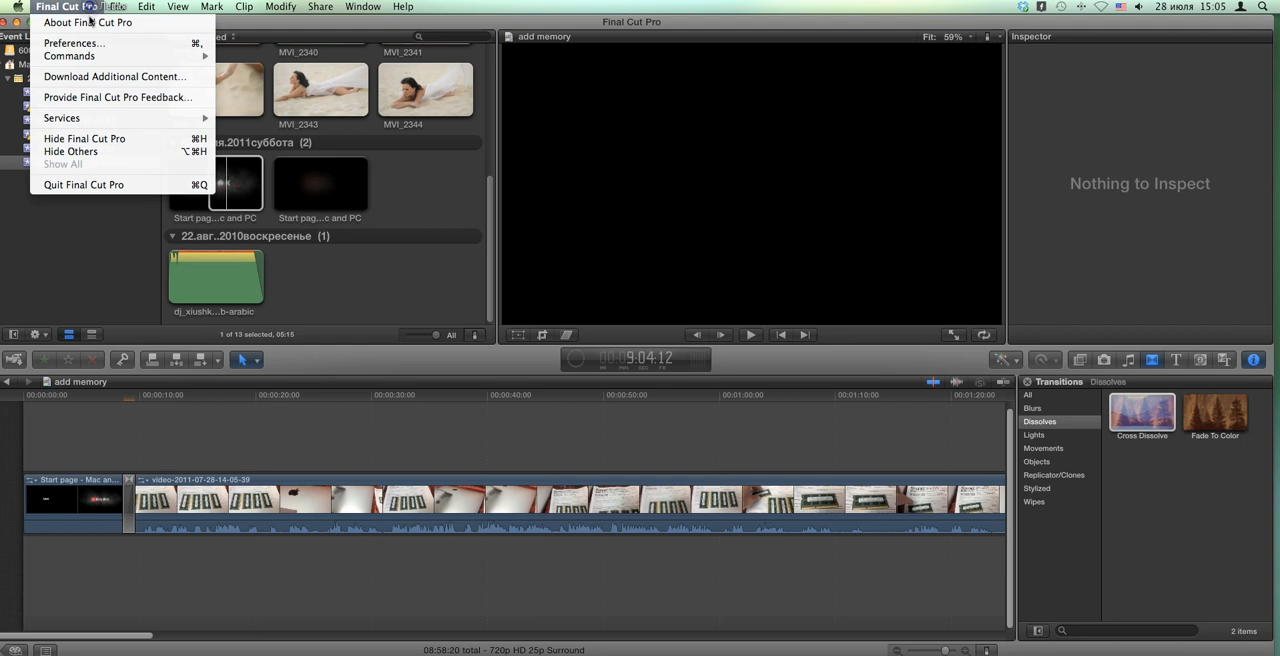 Final Cut Pro Edit View Mark Clip Modify Share Window Help 28 июля 15:05
About Final Cut Pro
Preferences... ⌘,
Commands
Download Additional Content...
Provide Final Cut Pro Feedback...
Services
Hide Final Cut Pro ⌘H
Hide Others ⌥⌘H
Show All
Quit Final Cut Pro ⌘Q
Final Cut Pro
add memory
Fit: 59%
Inspector
MVI_2340 MVI_2341
MVI_2343 MVI_2344
.2011суббота (2)
Start pag...c and PC Start pag...c and PC
22.авг..2010воскресенье (1)
dj_xiushk...b-arabic
Nothing to Inspect
1 of 13 selected, 05:15 All
9:04:12
add memory
00:00:00:00 00:00:10:00 00:00:20:00 00:00:30:00 00:00:40:00 00:00:50:00 00:01:00:00 00:01:10:00 00:01:20:00
Start page - Mac an... video-2011-07-28-14-05-39
Transitions Dissolves
All
Blurs
Dissolves
Lights
Movements
Objects
Replicator/Clones
Stylized
Wipes
Cross Dissolve Fade To Color
2 items
08:58:20 total - 720p HD 25p Surround